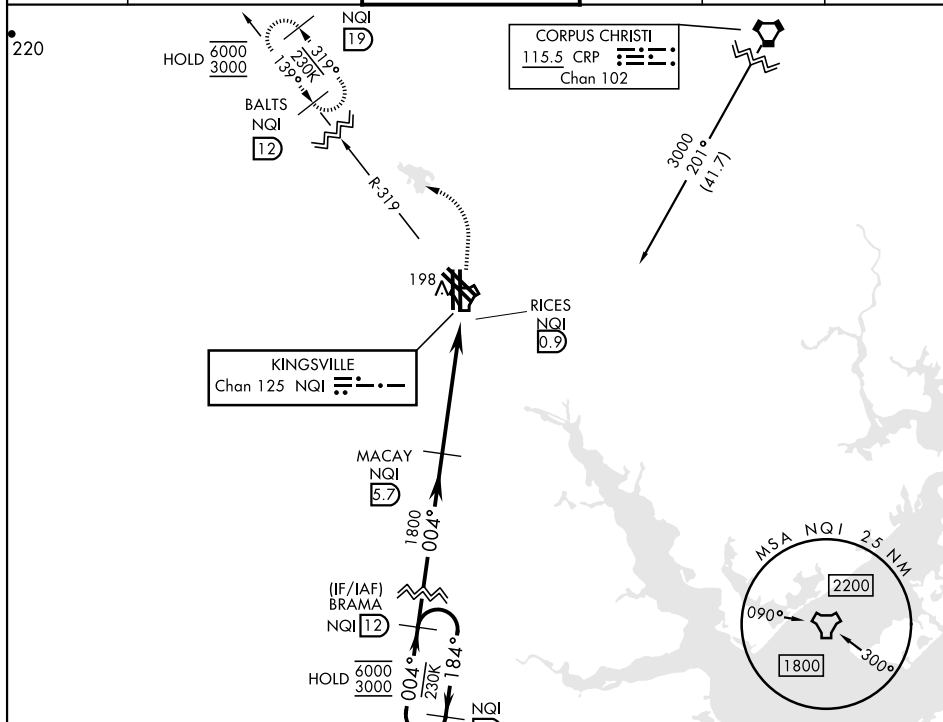 220
NQI
19
HOLD 6000
3000
319°
230K
139°
BALTS
NQI
12
R-319
CORPUS CHRISTI
115.5 CRP
Chan 102
3000
201°
(41.7)
198
RICES
NQI
0.9
KINGSVILLE
Chan 125 NQI
MACAY
NQI
5.7
1800
004°
(IF/IAF)
BRAMA
NQI 12
HOLD 6000
3000
004°
230K
184°
NQI
MSA NQI 25 NM
2200
090°
1800
300°